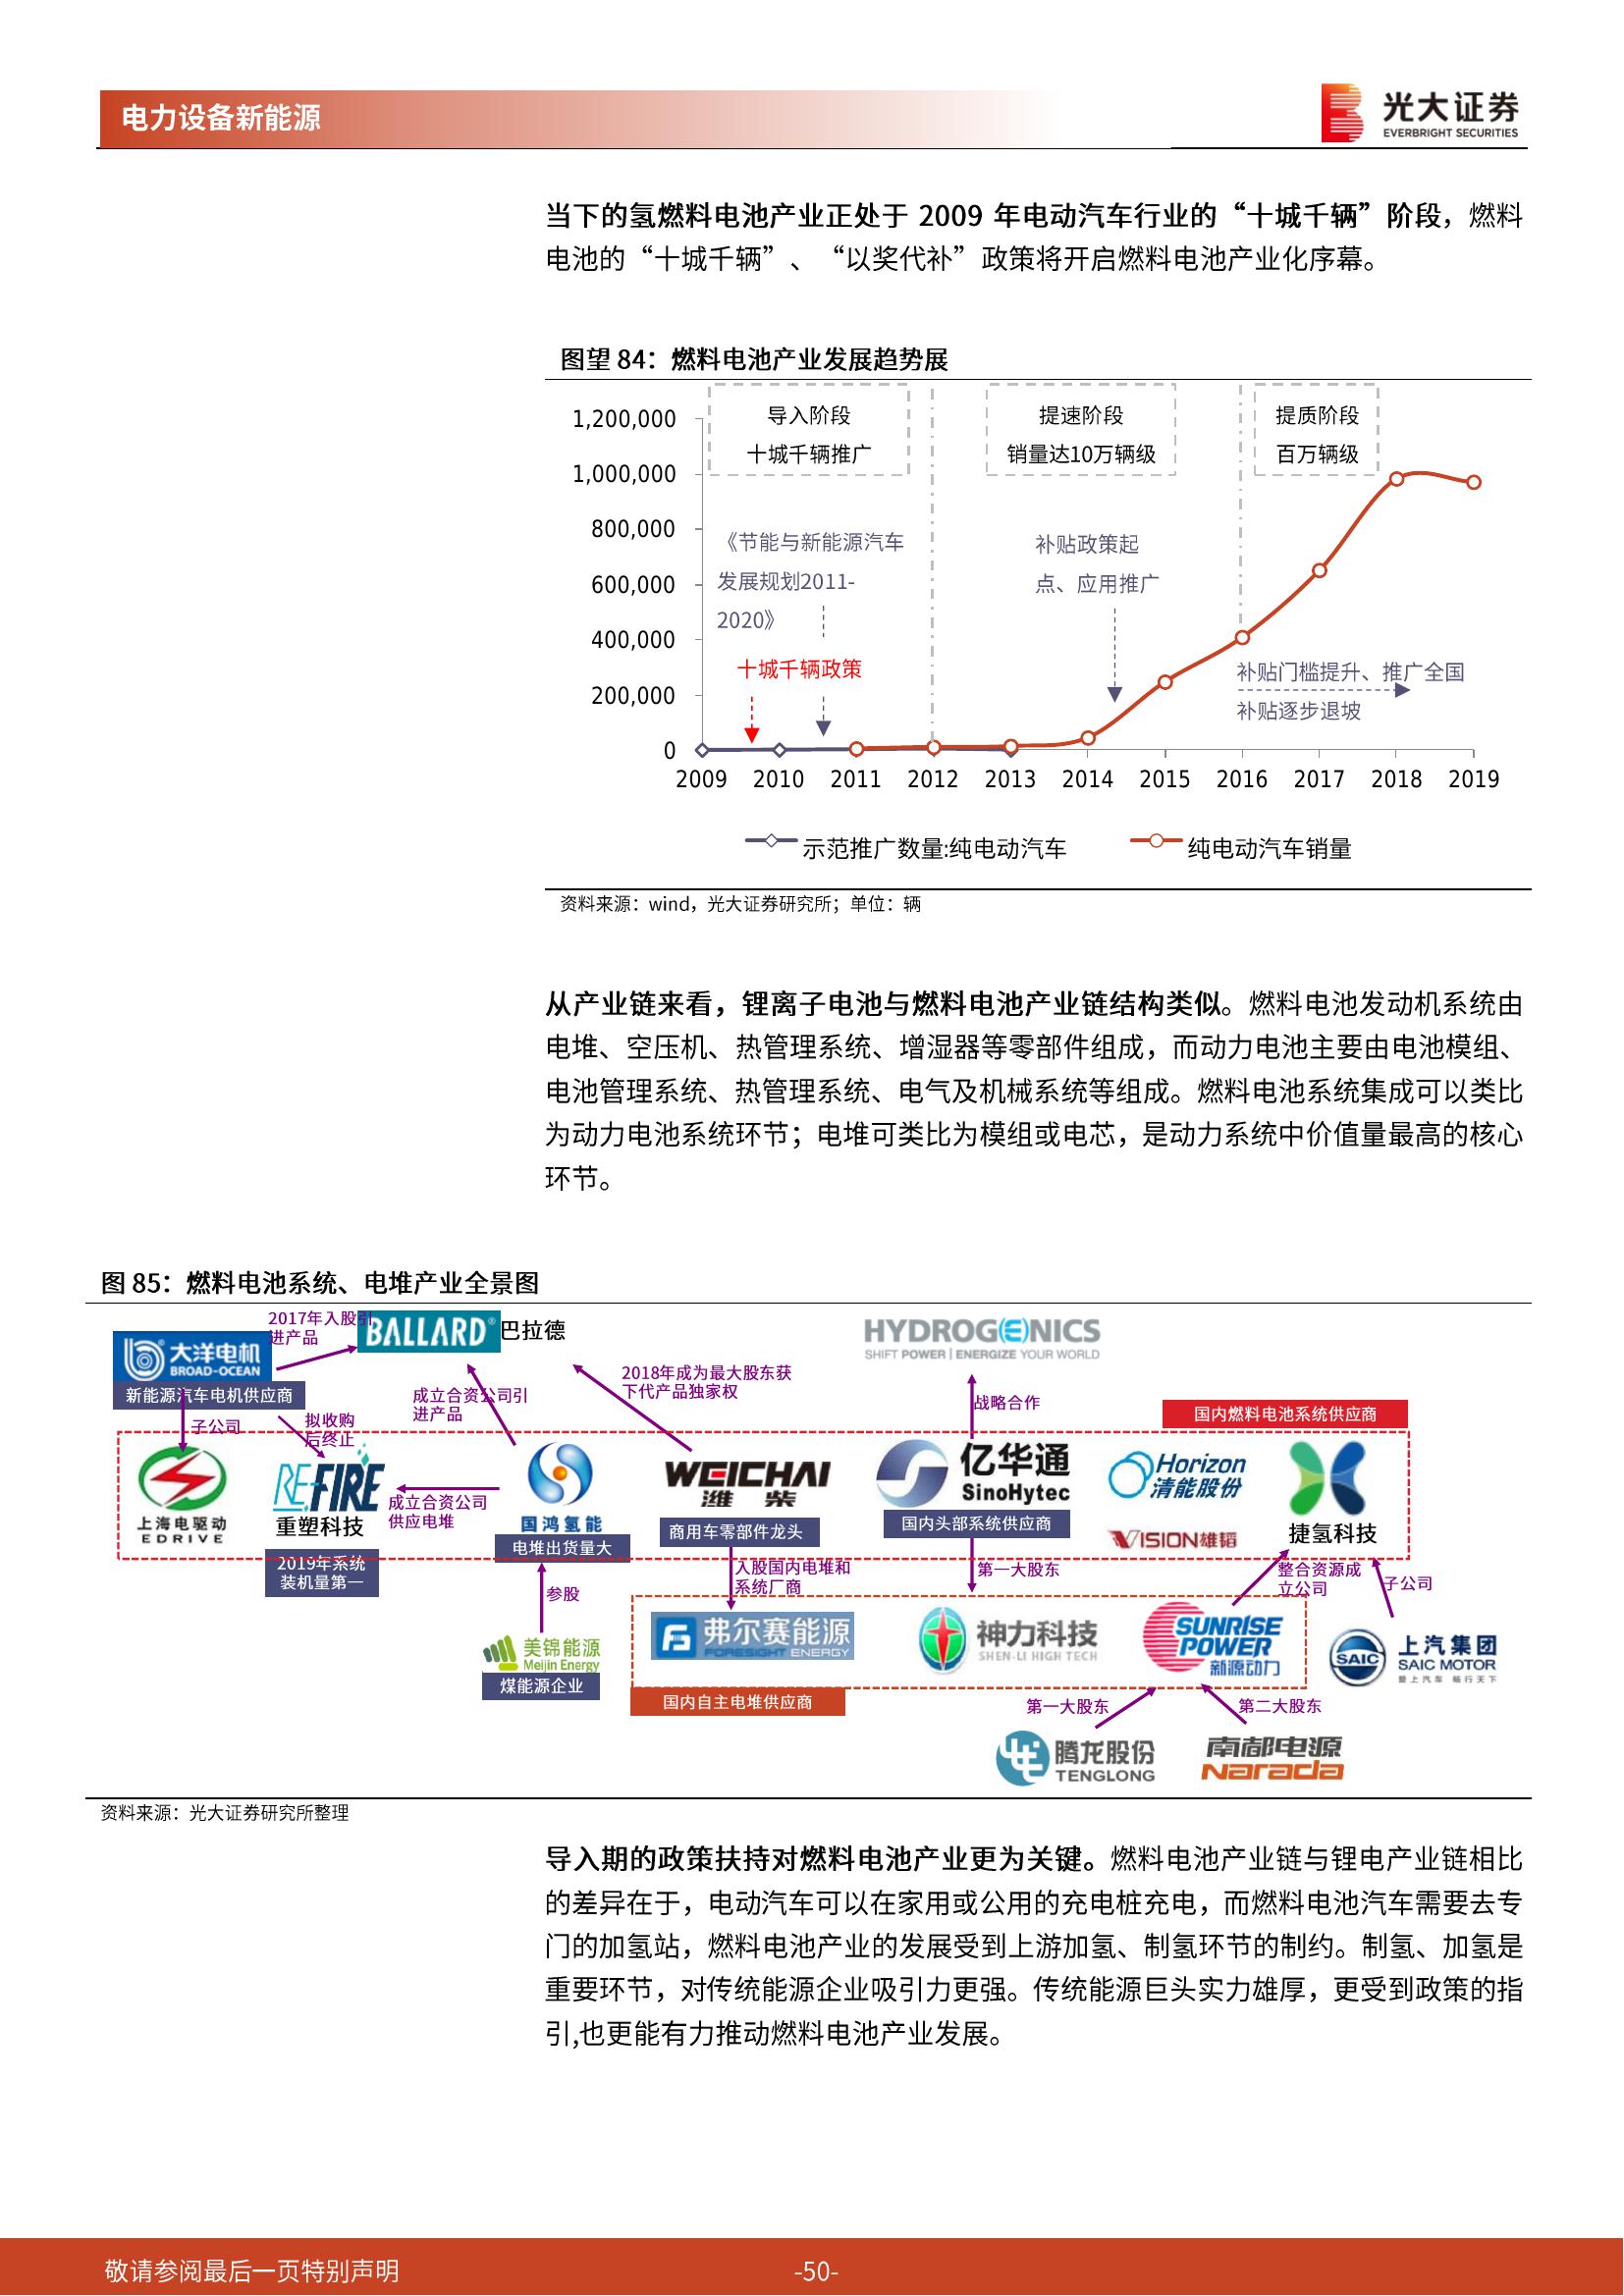 电力设备新能源
光大证券
EVERBRIGHT SECURITIES
当下的氢燃料电池产业正处于 2009 年电动汽车行业的“十城千辆”阶段，燃料
电池的“十城千辆”、“以奖代补”政策将开启燃料电池产业化序幕。
图望 84：燃料电池产业发展趋势展
1,200,000
1,000,000
800,000
600,000
400,000
200,000
0
导入阶段
十城千辆推广
提速阶段
销量达10万辆级
提质阶段
百万辆级
《节能与新能源汽车
发展规划2011-
2020》
十城千辆政策
补贴政策起
点、应用推广
补贴门槛提升、推广全国
补贴逐步退坡
2009 2010 2011 2012 2013 2014 2015 2016 2017 2018 2019
示范推广数量:纯电动汽车 纯电动汽车销量
资料来源：wind，光大证券研究所；单位：辆
从产业链来看，锂离子电池与燃料电池产业链结构类似。燃料电池发动机系统由
电堆、空压机、热管理系统、增湿器等零部件组成，而动力电池主要由电池模组、
电池管理系统、热管理系统、电气及机械系统等组成。燃料电池系统集成可以类比
为动力电池系统环节；电堆可类比为模组或电芯，是动力系统中价值量最高的核心
环节。
图 85：燃料电池系统、电堆产业全景图
2017年入股引
进产品
BALLARD® 巴拉德
HYDROGENICS
SHIFT POWER | ENERGIZE YOUR WORLD
大洋电机
BROAD-OCEAN
新能源汽车电机供应商
成立合资公司引
进产品
2018年成为最大股东获
下代产品独家权
战略合作
国内燃料电池系统供应商
子公司
拟收购
后终止
上海电驱动
EDRIVE
RE.FIRE
重塑科技
2019年系统
装机量第一
成立合资公司
供应电堆
国鸿氢能
电堆出货量大
WEICHAI
潍柴
商用车零部件龙头
亿华通
SinoHytec
国内头部系统供应商
Horizon
清能股份
VISION雄韬
捷氢科技
参股
入股国内电堆和
系统厂商
第一大股东
整合资源成
立公司
子公司
美锦能源
Meijin Energy
煤能源企业
弗尔赛能源
FORESIGHT ENERGY
神力科技
SHEN-LI HIGH TECH
SUNRISE
POWER
新源动力
SAIC
上汽集团
SAIC MOTOR
国内自主电堆供应商
第一大股东
第二大股东
腾龙股份
TENGLONG
南都电源
Narada
资料来源：光大证券研究所整理
导入期的政策扶持对燃料电池产业更为关键。燃料电池产业链与锂电产业链相比
的差异在于，电动汽车可以在家用或公用的充电桩充电，而燃料电池汽车需要去专
门的加氢站，燃料电池产业的发展受到上游加氢、制氢环节的制约。制氢、加氢是
重要环节，对传统能源企业吸引力更强。传统能源巨头实力雄厚，更受到政策的指
引,也更能有力推动燃料电池产业发展。
敬请参阅最后一页特别声明
-50-